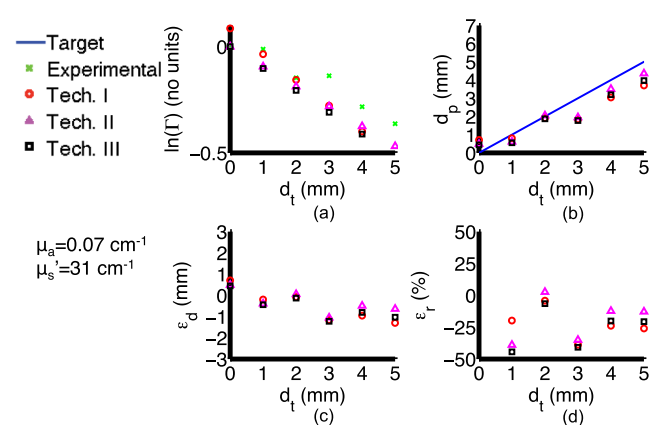 Target
Experimental
Tech. I
Tech. II
Tech. III
μa=0.07 cm-1
μs'=31 cm-1
ln(Γ) (no units)
0
−0.5
0 1 2 3 4 5
dt (mm)
(a)
dp (mm)
7
6
5
4
3
2
1
0
0 1 2 3 4 5
dt (mm)
(b)
εd (mm)
3
2
1
0
−1
−2
−3
0 1 2 3 4 5
dt (mm)
(c)
εr (%)
50
25
0
−25
−50
0 1 2 3 4 5
dt (mm)
(d)